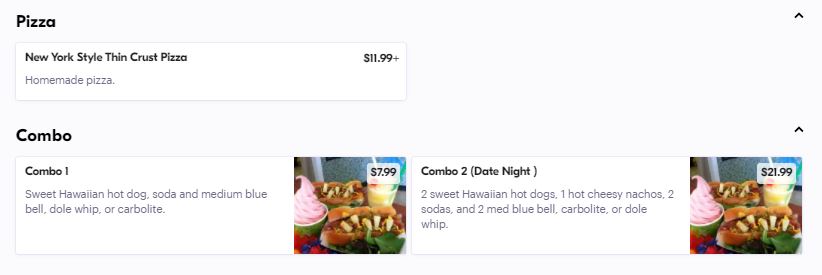 Pizza
New York Style Thin Crust Pizza $11.99+
Homemade pizza.
Combo
Combo 1 $7.99
Sweet Hawaiian hot dog, soda and medium blue
bell, dole whip, or carbolite.
Combo 2 (Date Night ) $21.99
2 sweet Hawaiian hot dogs, 1 hot cheesy nachos, 2
sodas, and 2 med blue bell, carbolite, or dole
whip.